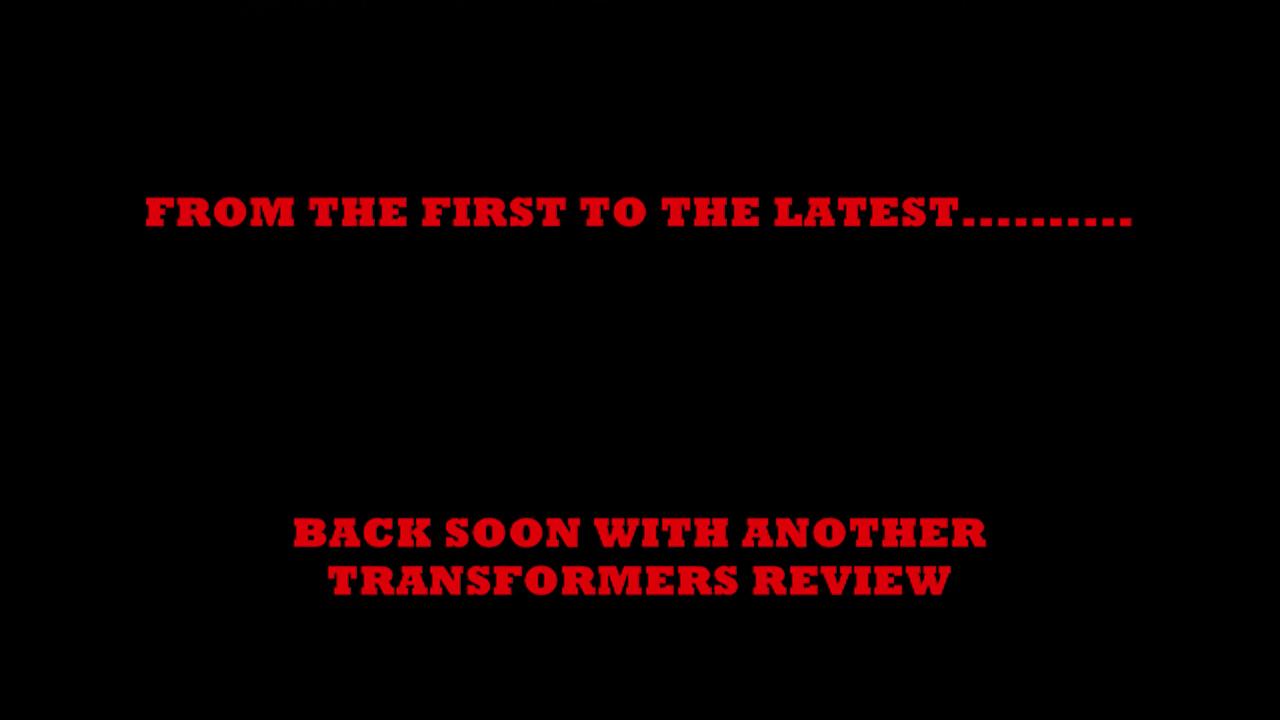 FROM THE FIRST TO THE LATEST..........
BACK SOON WITH ANOTHER
TRANSFORMERS REVIEW